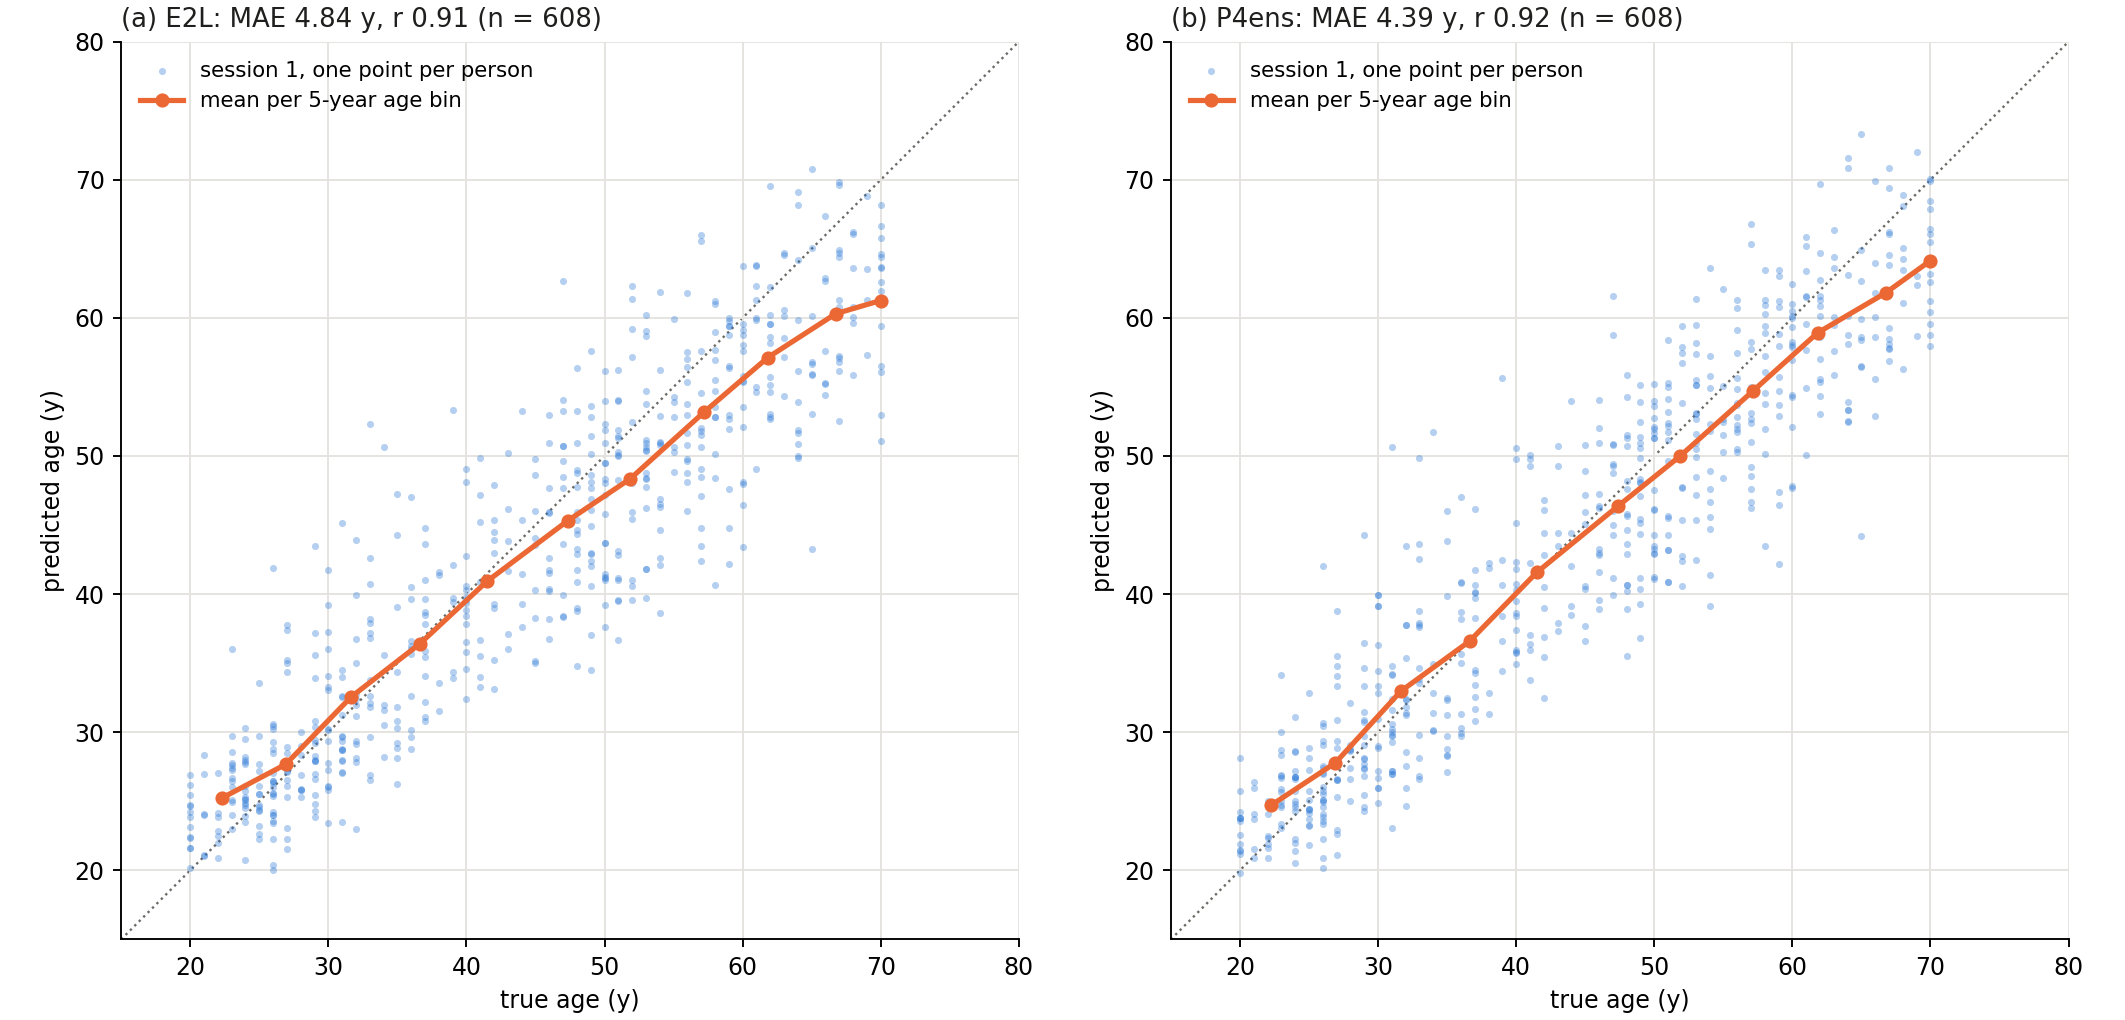 (a) E2L: MAE 4.84 y, r 0.91 (n = 608)
session 1, one point per person
mean per 5-year age bin
80
70
60
50
40
30
20
predicted age (y)
20 30 40 50 60 70 80
true age (y)
(b) P4ens: MAE 4.39 y, r 0.92 (n = 608)
session 1, one point per person
mean per 5-year age bin
80
70
60
50
40
30
20
predicted age (y)
20 30 40 50 60 70 80
true age (y)